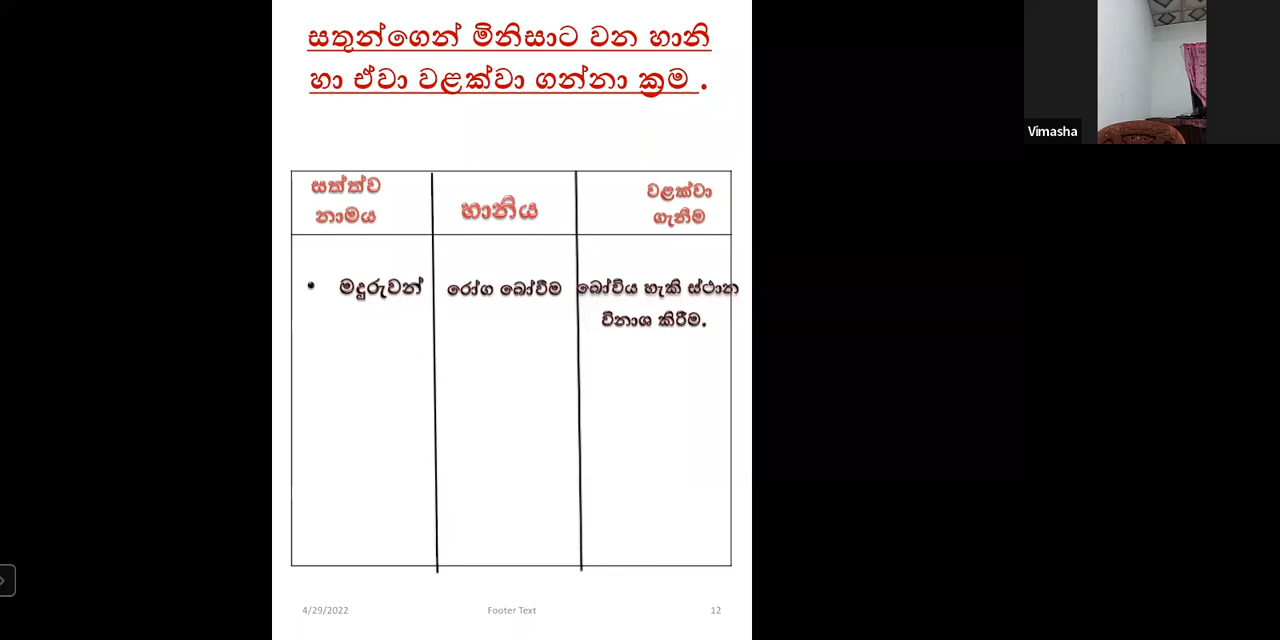 සතුන්ගෙන් මිනිසාට වන හානි
හා ඒවා වළක්වා ගන්නා ක්‍රම .
Vimasha
සත්ත්ව
නාමය
හානිය
වළක්වා
ගැනීම
• මදුරුවන්
රෝග බෝවීම
බෝවිය හැකි ස්ථාන
විනාශ කිරීම.
4/29/2022
Footer Text
12